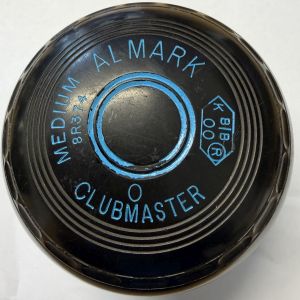 MEDIUM ALMARK
8R374
K BIB R
00
0
CLUBMASTER